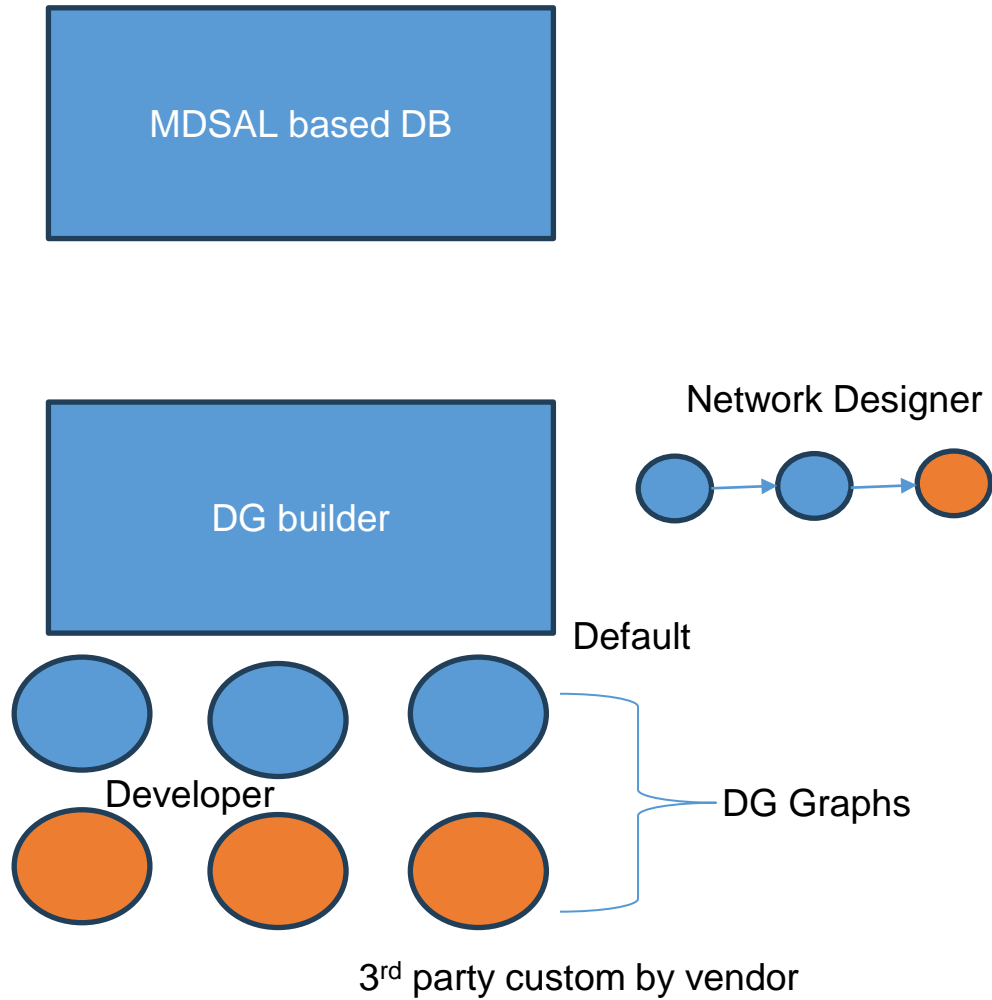 MDSAL based DB
Network Designer
DG builder
Default
Developer
DG Graphs
3rd party custom by vendor